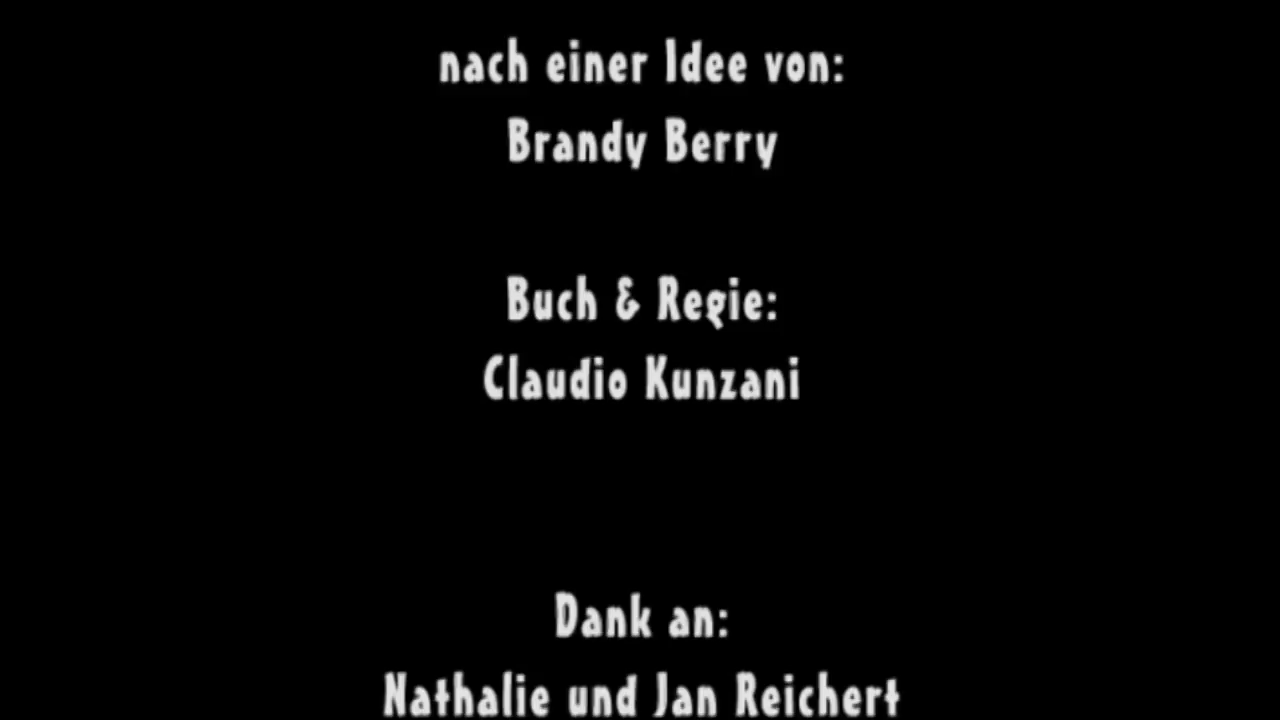 nach einer Idee von:
Brandy Berry
Buch & Regie:
Claudio Kunzani
Dank an:
Nathalie und Jan Reichert